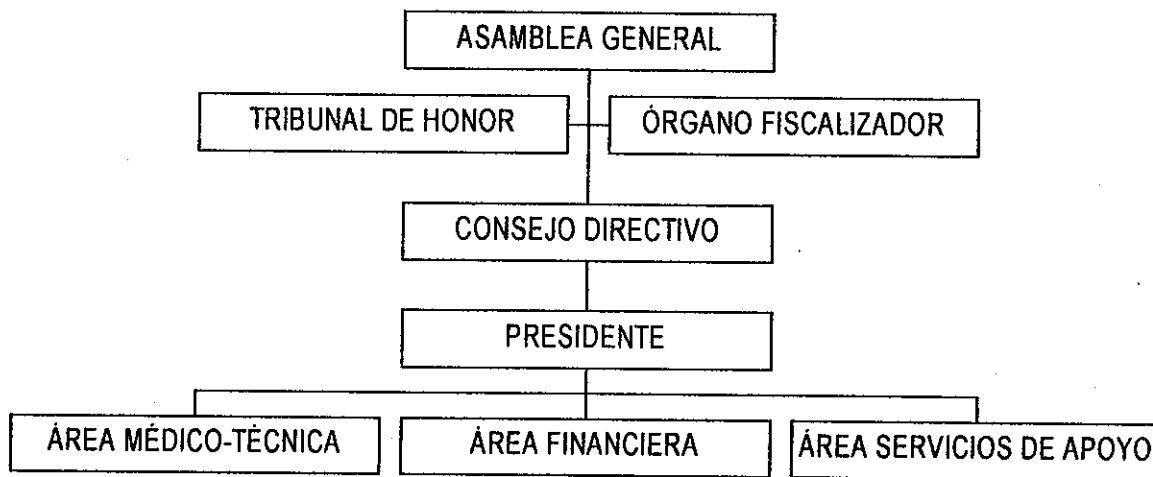 ASAMBLEA GENERAL
TRIBUNAL DE HONOR
ÓRGANO FISCALIZADOR
CONSEJO DIRECTIVO
PRESIDENTE
ÁREA MÉDICO-TÉCNICA
ÁREA FINANCIERA
ÁREA SERVICIOS DE APOYO